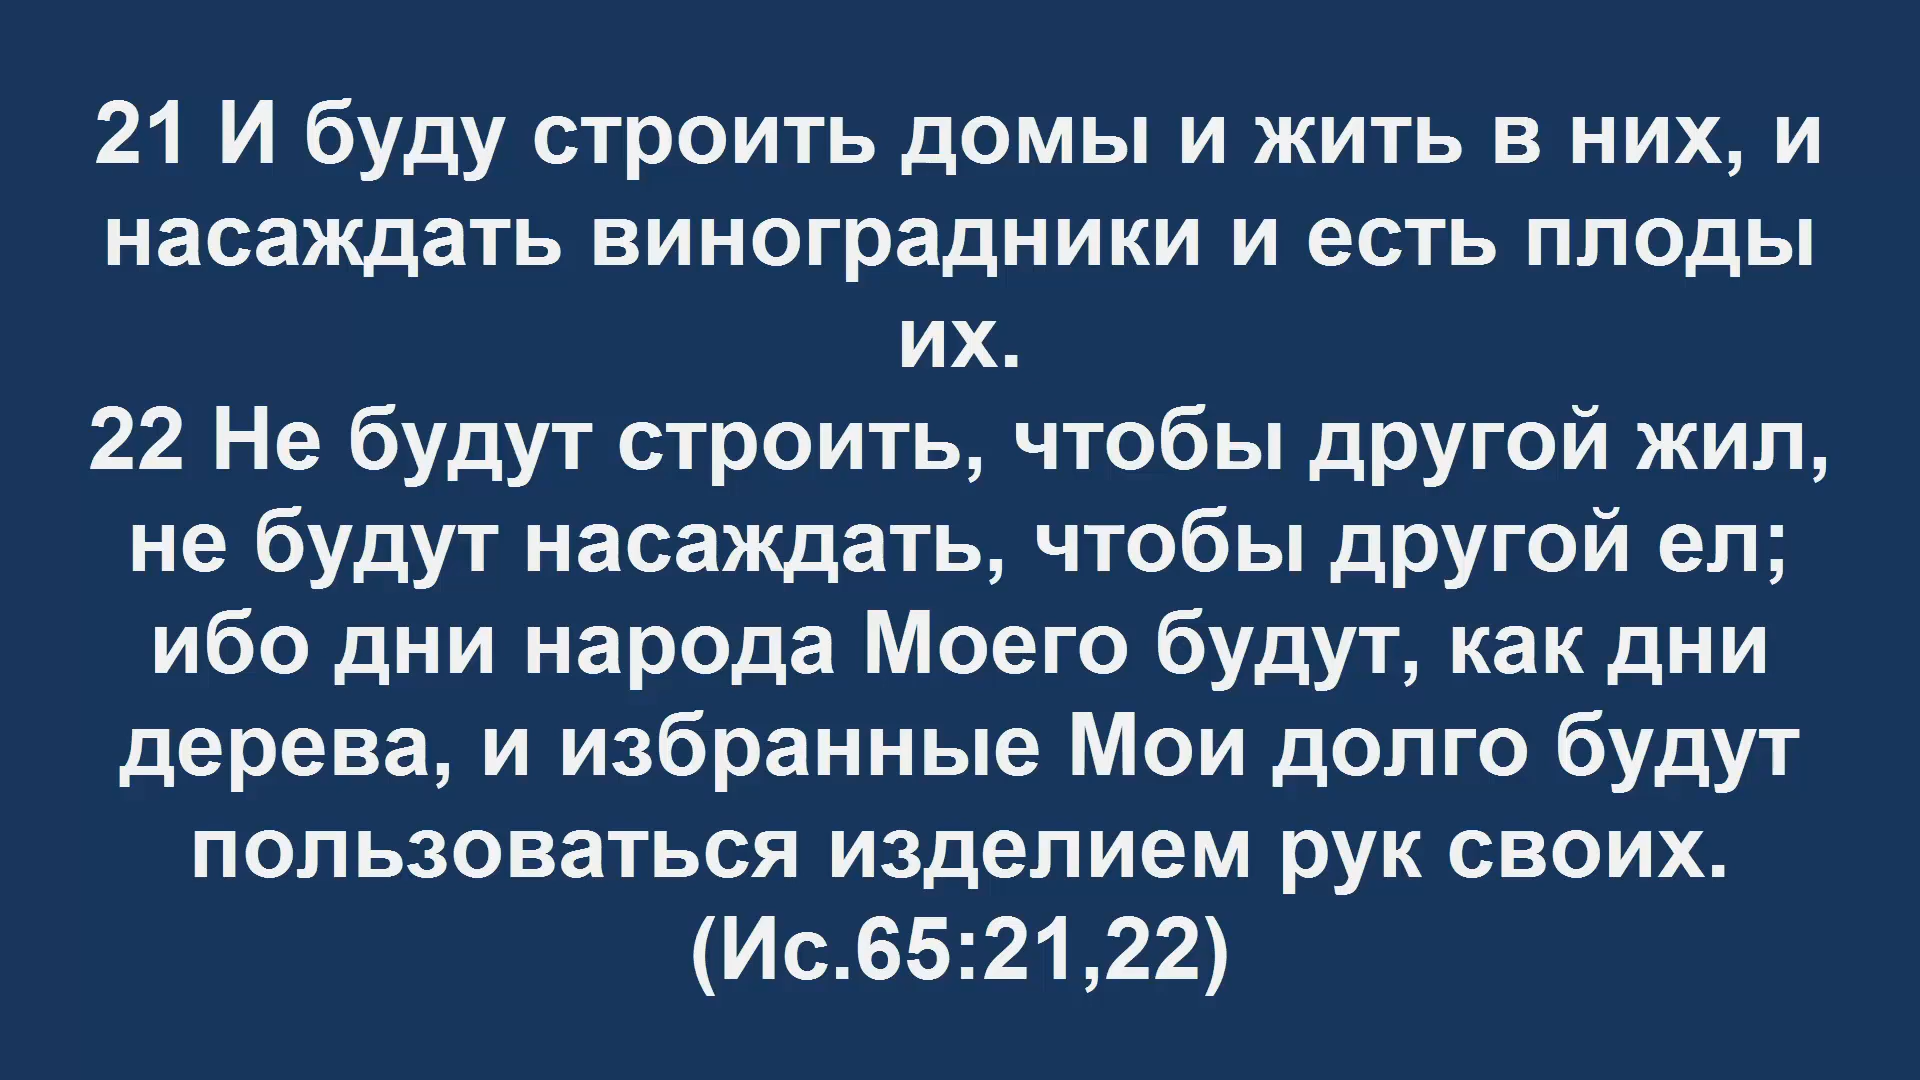 21 И буду строить домы и жить в них, и
насаждать виноградники и есть плоды
их.
22 Не будут строить, чтобы другой жил,
не будут насаждать, чтобы другой ел;
ибо дни народа Моего будут, как дни
дерева, и избранные Мои долго будут
пользоваться изделием рук своих.
(Ис.65:21,22)